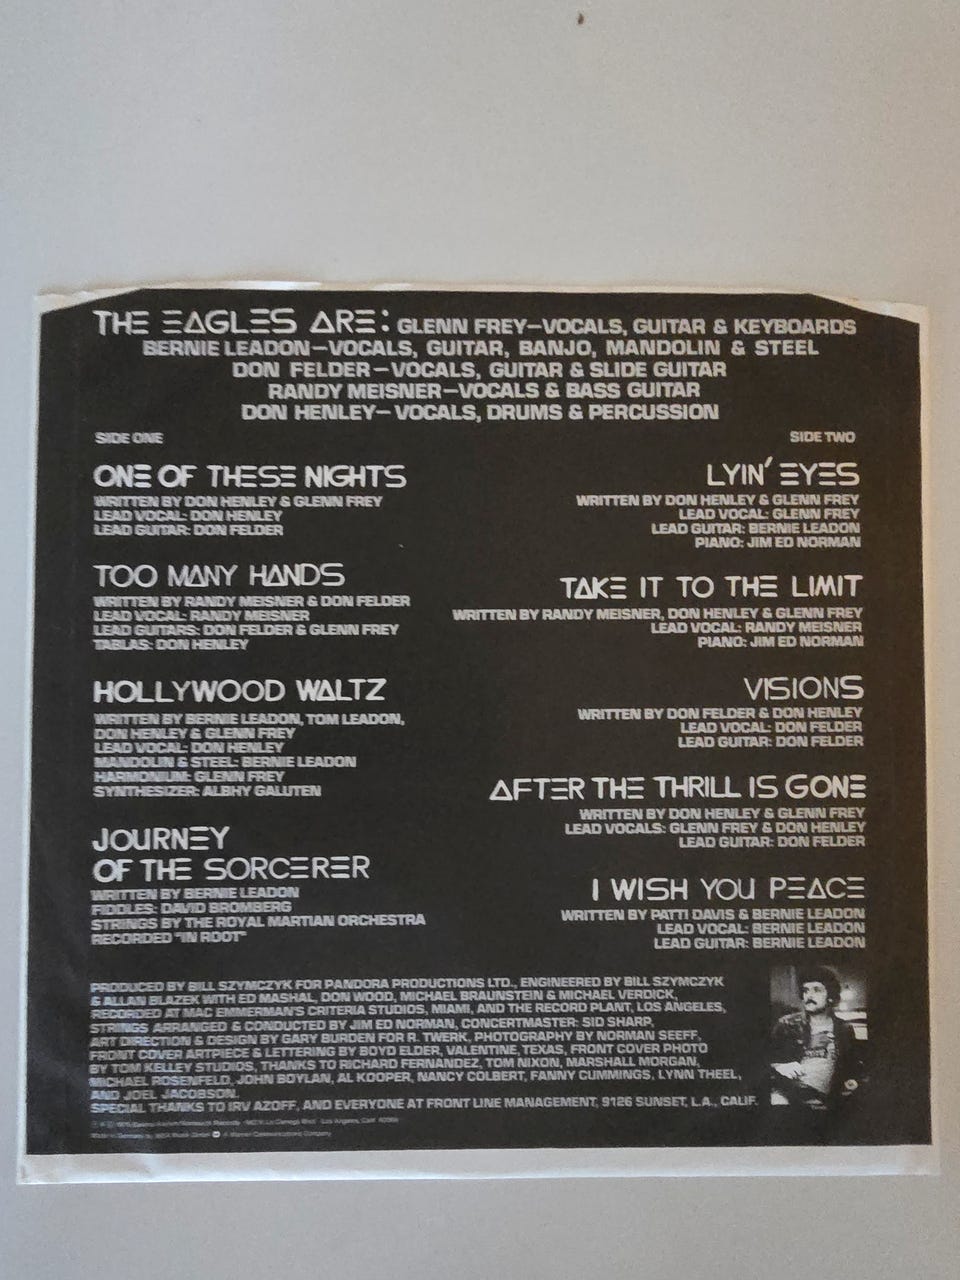 THE EAGLES ARE: GLENN FREY—VOCALS, GUITAR & KEYBOARDS
BERNIE LEADON—VOCALS, GUITAR, BANJO, MANDOLIN & STEEL
DON FELDER—VOCALS, GUITAR & SLIDE GUITAR
RANDY MEISNER—VOCALS & BASS GUITAR
DON HENLEY—VOCALS, DRUMS & PERCUSSION
SIDE ONE
ONE OF THESE NIGHTS
WRITTEN BY DON HENLEY & GLENN FREY
LEAD VOCAL: DON HENLEY
LEAD GUITAR: DON FELDER
TOO MANY HANDS
WRITTEN BY RANDY MEISNER & DON FELDER
LEAD VOCAL: RANDY MEISNER
LEAD GUITARS: DON FELDER & GLENN FREY
TABLAS: DON HENLEY
HOLLYWOOD WALTZ
WRITTEN BY BERNIE LEADON, TOM LEADON,
DON HENLEY & GLENN FREY
LEAD VOCAL: DON HENLEY
MANDOLIN & STEEL: BERNIE LEADON
HARMONIUM: GLENN FREY
SYNTHESIZER: ALBHY GALUTEN
JOURNEY
OF THE SORCERER
WRITTEN BY BERNIE LEADON
FIDDLES: DAVID BROMBERG
STRINGS BY THE ROYAL MARTIAN ORCHESTRA
RECORDED "IN ROOT"
SIDE TWO
LYIN' EYES
WRITTEN BY DON HENLEY & GLENN FREY
LEAD VOCAL: GLENN FREY
LEAD GUITAR: BERNIE LEADON
PIANO: JIM ED NORMAN
TAKE IT TO THE LIMIT
WRITTEN BY RANDY MEISNER, DON HENLEY & GLENN FREY
LEAD VOCAL: RANDY MEISNER
PIANO: JIM ED NORMAN
VISIONS
WRITTEN BY DON FELDER & DON HENLEY
LEAD VOCAL: DON FELDER
LEAD GUITAR: DON FELDER
AFTER THE THRILL IS GONE
WRITTEN BY DON HENLEY & GLENN FREY
LEAD VOCALS: GLENN FREY & DON HENLEY
LEAD GUITAR: DON FELDER
I WISH YOU PEACE
WRITTEN BY PATTI DAVIS & BERNIE LEADON
LEAD VOCAL: BERNIE LEADON
LEAD GUITAR: BERNIE LEADON
PRODUCED BY BILL SZYMCZYK FOR PANDORA PRODUCTIONS LTD., ENGINEERED BY BILL SZYMCZYK
& ALLAN BLAZEK WITH ED MASHAL, DON WOOD, MICHAEL BRAUNSTEIN & MICHAEL VERDICK,
RECORDED AT MAC EMMERMAN'S CRITERIA STUDIOS, MIAMI, AND THE RECORD PLANT, LOS ANGELES,
STRINGS ARRANGED & CONDUCTED BY JIM ED NORMAN, CONCERTMASTER: SID SHARP,
ART DIRECTION & DESIGN BY GARY BURDEN FOR R. TWERK, PHOTOGRAPHY BY NORMAN SEEFF,
FRONT COVER ARTPIECE & LETTERING BY BOYD ELDER, VALENTINE, TEXAS, FRONT COVER PHOTO
BY TOM KELLEY STUDIOS, THANKS TO RICHARD FERNANDEZ, TOM NIXON, MARSHALL MORGAN,
MICHAEL ROSENFELD, JOHN BOYLAN, AL KOOPER, NANCY COLBERT, FANNY CUMMINGS, LYNN THEEL,
AND JOEL JACOBSON.
SPECIAL THANKS TO IRV AZOFF, AND EVERYONE AT FRONT LINE MANAGEMENT, 9126 SUNSET, L.A., CALIF.
Made in Germany by WEA Musik GmbH A Warner Communications Company